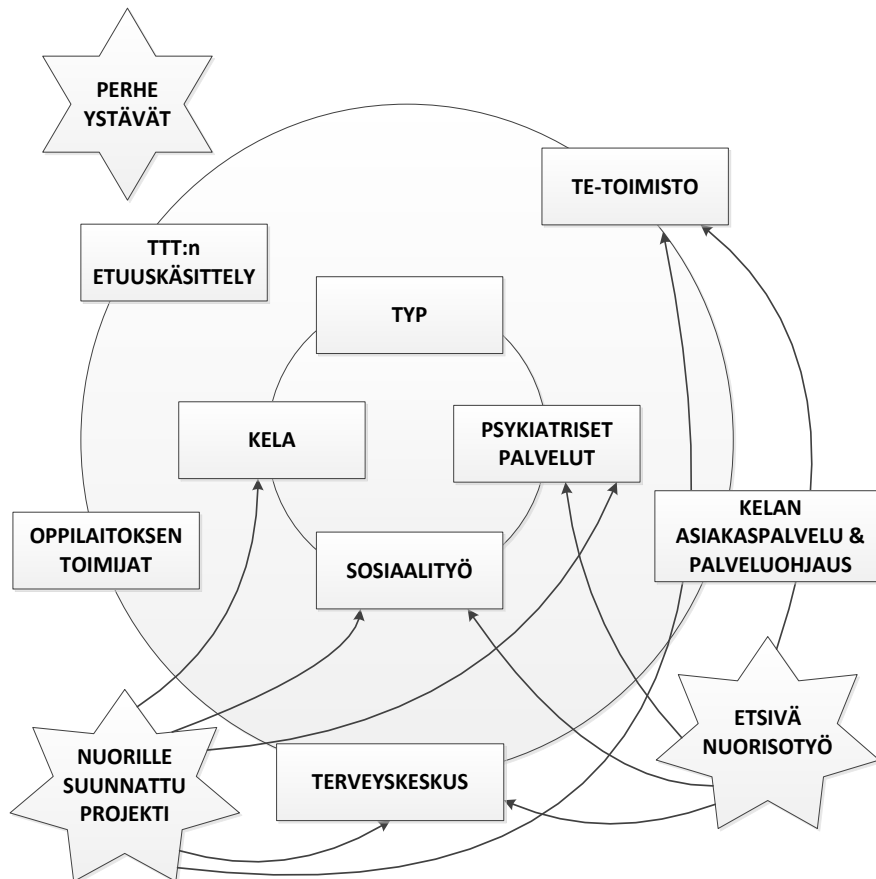 PERHE
YSTÄVÄT
TE-TOIMISTO
TTT:n
ETUUSKÄSITTELY
TYP
KELA
PSYKIATRISET
PALVELUT
OPPILAITOKSEN
TOIMIJAT
SOSIAALITYÖ
KELAN
ASIAKASPALVELU &
PALVELUOHJAUS
NUORILLE
SUUNNATTU
PROJEKTI
TERVEYSKESKUS
ETSIVÄ
NUORISOTYÖ